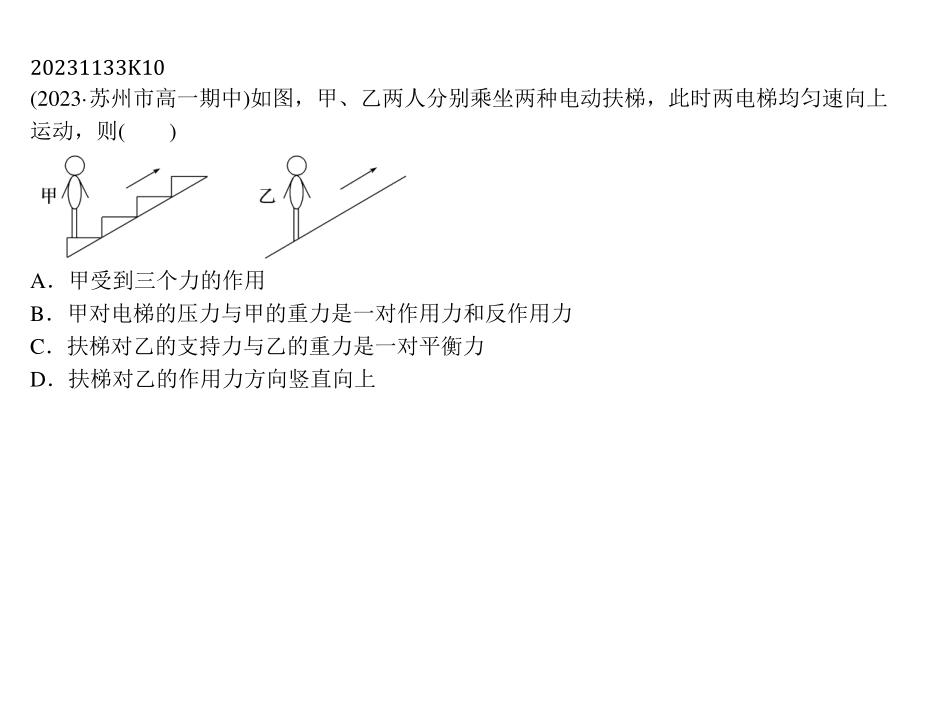 20231133K10
(2023·苏州市高一期中)如图，甲、乙两人分别乘坐两种电动扶梯，此时两电梯均匀速向上
运动，则(　　)
甲
乙
A．甲受到三个力的作用
B．甲对电梯的压力与甲的重力是一对作用力和反作用力
C．扶梯对乙的支持力与乙的重力是一对平衡力
D．扶梯对乙的作用力方向竖直向上